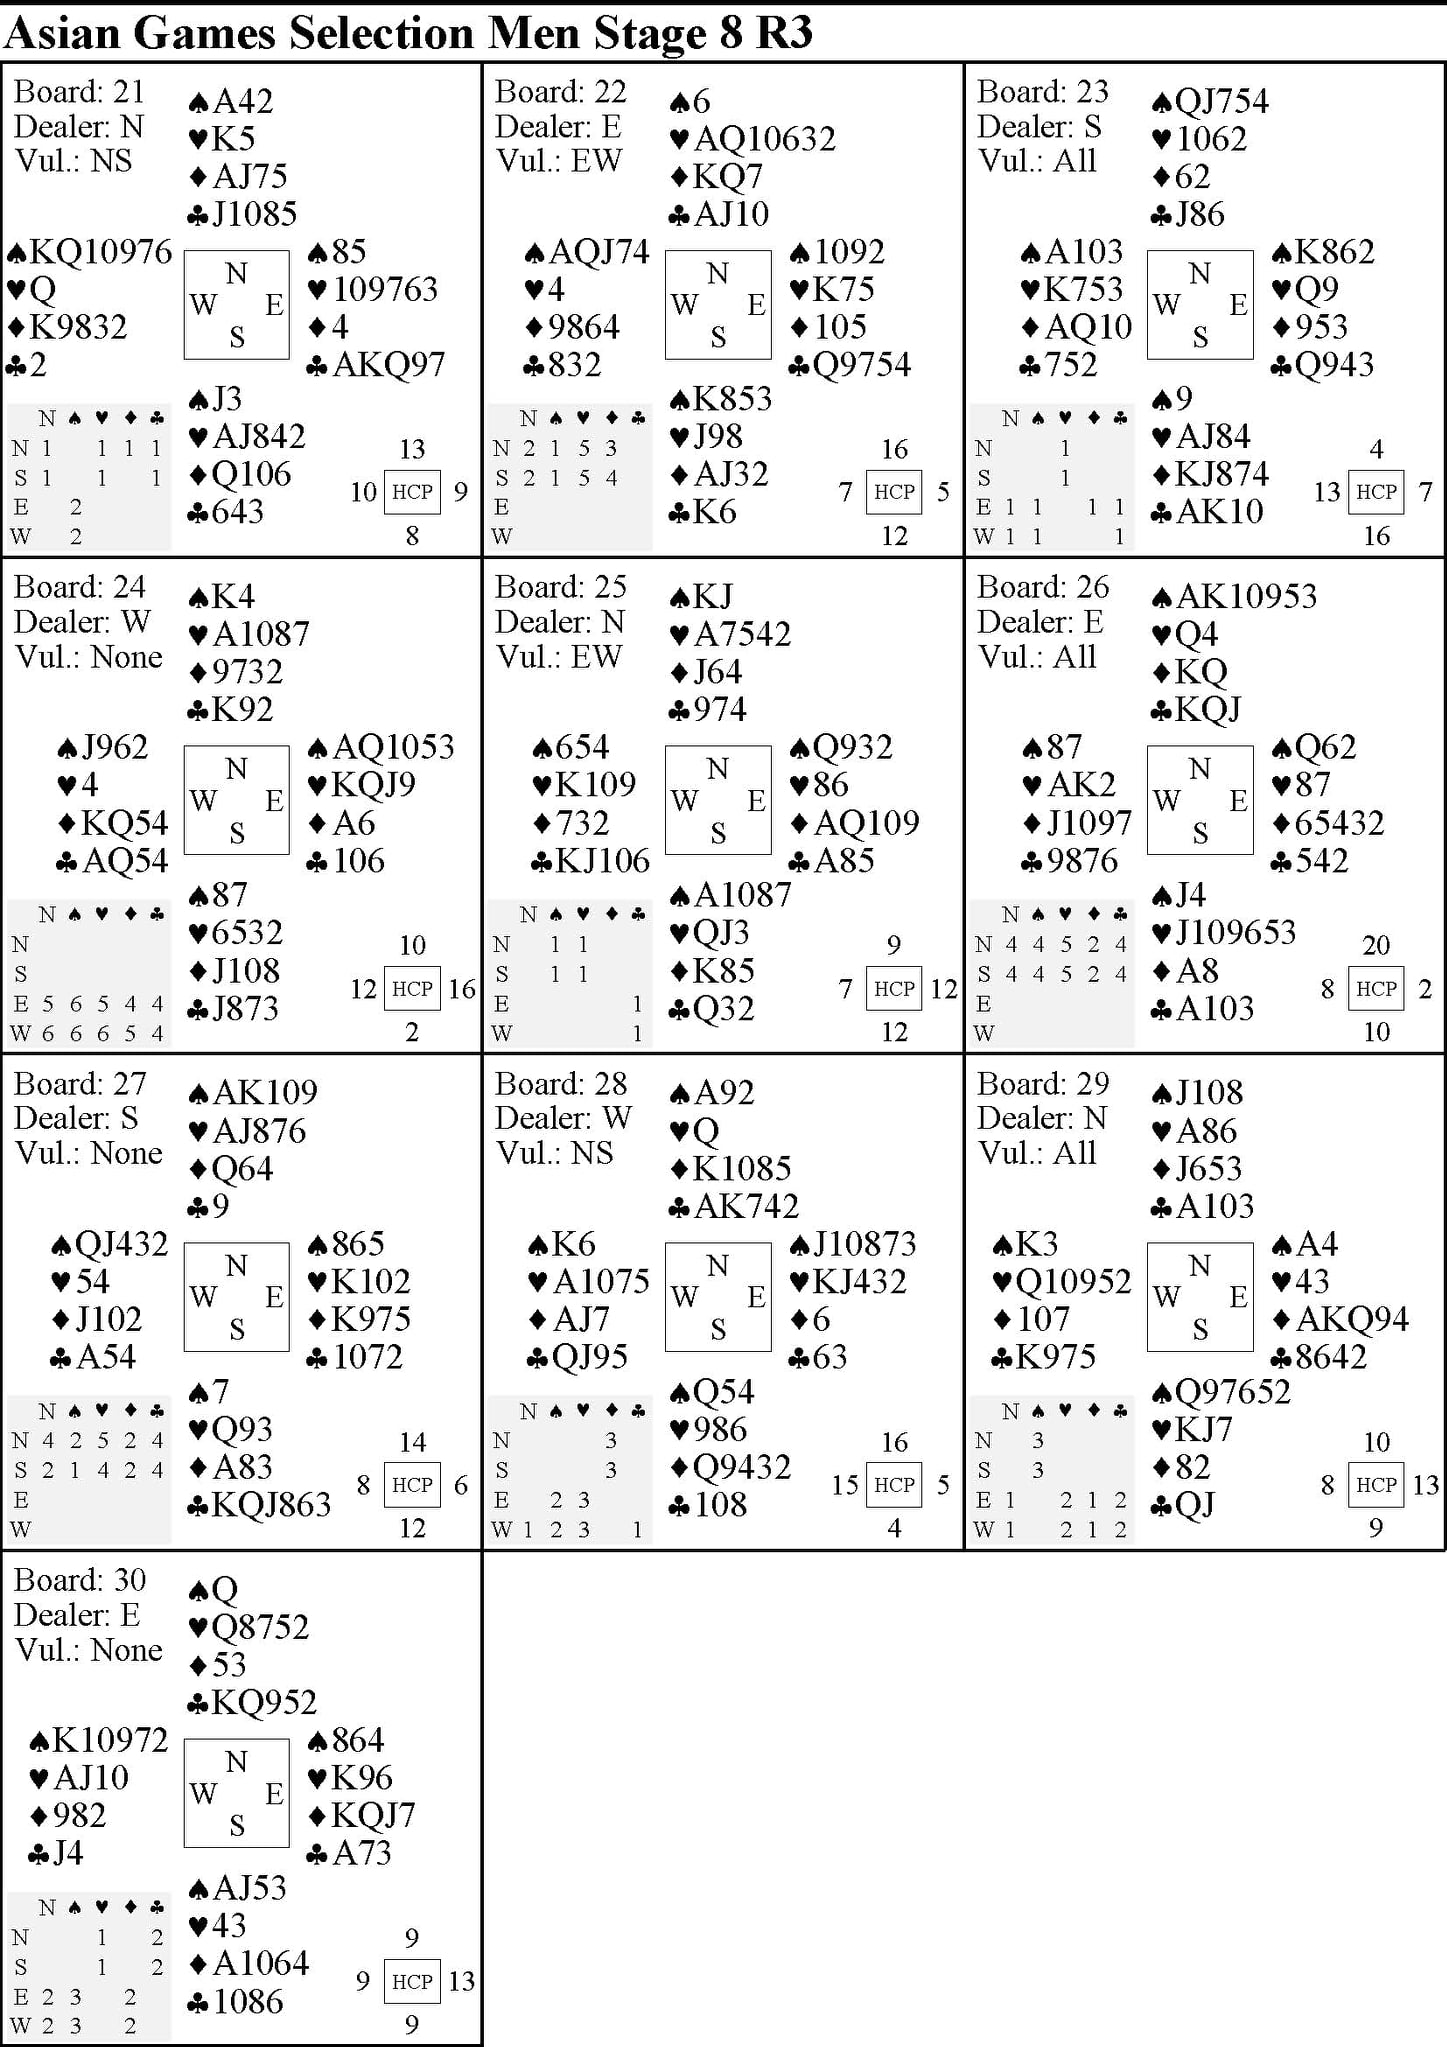 Asian Games Selection Men Stage 8 R3
Board: 21
Dealer: N
Vul.: NS
♠A42
♥K5
♦AJ75
♣J1085
♠KQ10976
♥Q
♦K9832
♣2
N
W E
S
♠85
♥109763
♦4
♣AKQ97
♠J3
♥AJ842
♦Q106
♣643
N ♠ ♥ ♦ ♣
N 1 1 1 1
S 1 1 1
E 2
W 2
13
10 HCP 9
8
Board: 22
Dealer: E
Vul.: EW
♠6
♥AQ10632
♦KQ7
♣AJ10
♠AQJ74
♥4
♦9864
♣832
N
W E
S
♠1092
♥K75
♦105
♣Q9754
♠K853
♥J98
♦AJ32
♣K6
N ♠ ♥ ♦ ♣
N 2 1 5 3
S 2 1 5 4
E
W
16
7 HCP 5
12
Board: 23
Dealer: S
Vul.: All
♠QJ754
♥1062
♦62
♣J86
♠A103
♥K753
♦AQ10
♣752
N
W E
S
♠K862
♥Q9
♦953
♣Q943
♠9
♥AJ84
♦KJ874
♣AK10
N ♠ ♥ ♦ ♣
N 1
S 1
E 1 1 1 1
W 1 1 1
4
13 HCP 7
16
Board: 24
Dealer: W
Vul.: None
♠K4
♥A1087
♦9732
♣K92
♠J962
♥4
♦KQ54
♣AQ54
N
W E
S
♠AQ1053
♥KQJ9
♦A6
♣106
♠87
♥6532
♦J108
♣J873
N ♠ ♥ ♦ ♣
N
S
E 5 6 5 4 4
W 6 6 6 5 4
10
12 HCP 16
2
Board: 25
Dealer: N
Vul.: EW
♠KJ
♥A7542
♦J64
♣974
♠654
♥K109
♦732
♣KJ106
N
W E
S
♠Q932
♥86
♦AQ109
♣A85
♠A1087
♥QJ3
♦K85
♣Q32
N ♠ ♥ ♦ ♣
N 1 1
S 1 1
E 1
W 1
9
7 HCP 12
12
Board: 26
Dealer: E
Vul.: All
♠AK10953
♥Q4
♦KQ
♣KQJ
♠87
♥AK2
♦J1097
♣9876
N
W E
S
♠Q62
♥87
♦65432
♣542
♠J4
♥J109653
♦A8
♣A103
N ♠ ♥ ♦ ♣
N 4 4 5 2 4
S 4 4 5 2 4
E
W
20
8 HCP 2
10
Board: 27
Dealer: S
Vul.: None
♠AK109
♥AJ876
♦Q64
♣9
♠QJ432
♥54
♦J102
♣A54
N
W E
S
♠865
♥K102
♦K975
♣1072
♠7
♥Q93
♦A83
♣KQJ863
N ♠ ♥ ♦ ♣
N 4 2 5 2 4
S 2 1 4 2 4
E
W
14
8 HCP 6
12
Board: 28
Dealer: W
Vul.: NS
♠A92
♥Q
♦K1085
♣AK742
♠K6
♥A1075
♦AJ7
♣QJ95
N
W E
S
♠J10873
♥KJ432
♦6
♣63
♠Q54
♥986
♦Q9432
♣108
N ♠ ♥ ♦ ♣
N 3
S 3
E 2 3
W 1 2 3 1
16
15 HCP 5
4
Board: 29
Dealer: N
Vul.: All
♠J108
♥A86
♦J653
♣A103
♠K3
♥Q10952
♦107
♣K975
N
W E
S
♠A4
♥43
♦AKQ94
♣8642
♠Q97652
♥KJ7
♦82
♣QJ
N ♠ ♥ ♦ ♣
N 3
S 3
E 1 2 1 2
W 1 2 1 2
10
8 HCP 13
9
Board: 30
Dealer: E
Vul.: None
♠Q
♥Q8752
♦53
♣KQ952
♠K10972
♥AJ10
♦982
♣J4
N
W E
S
♠864
♥K96
♦KQJ7
♣A73
♠AJ53
♥43
♦A1064
♣1086
N ♠ ♥ ♦ ♣
N 1 2
S 1 2
E 2 3 2
W 2 3 2
9
9 HCP 13
9